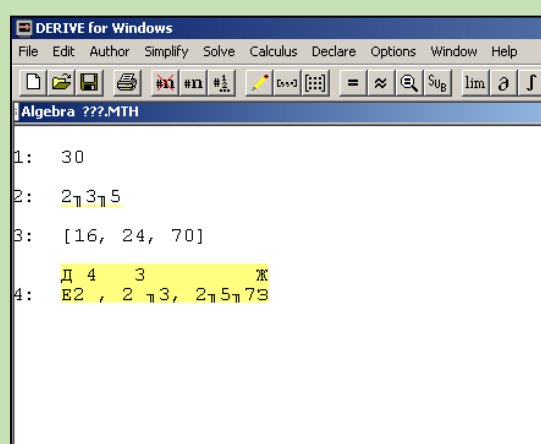 DERIVE for Windows
File Edit Author Simplify Solve Calculus Declare Options Window Help
= ≈ SUB lim ∂ ∫
Algebra ???.MTH
1: 30
2: 2╖3╖5
3: [16, 24, 70]
Д 4 3 Ж
4: Е2 , 2 ╖3, 2╖5╖7З